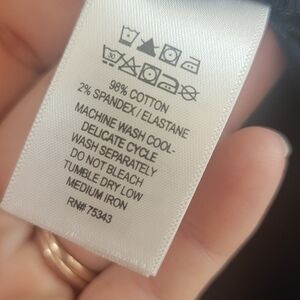 98% COTTON
2% SPANDEX / ELASTANE
MACHINE WASH COOL-
DELICATE CYCLE
WASH SEPARATELY
DO NOT BLEACH
TUMBLE DRY LOW
MEDIUM IRON
RN# 75343